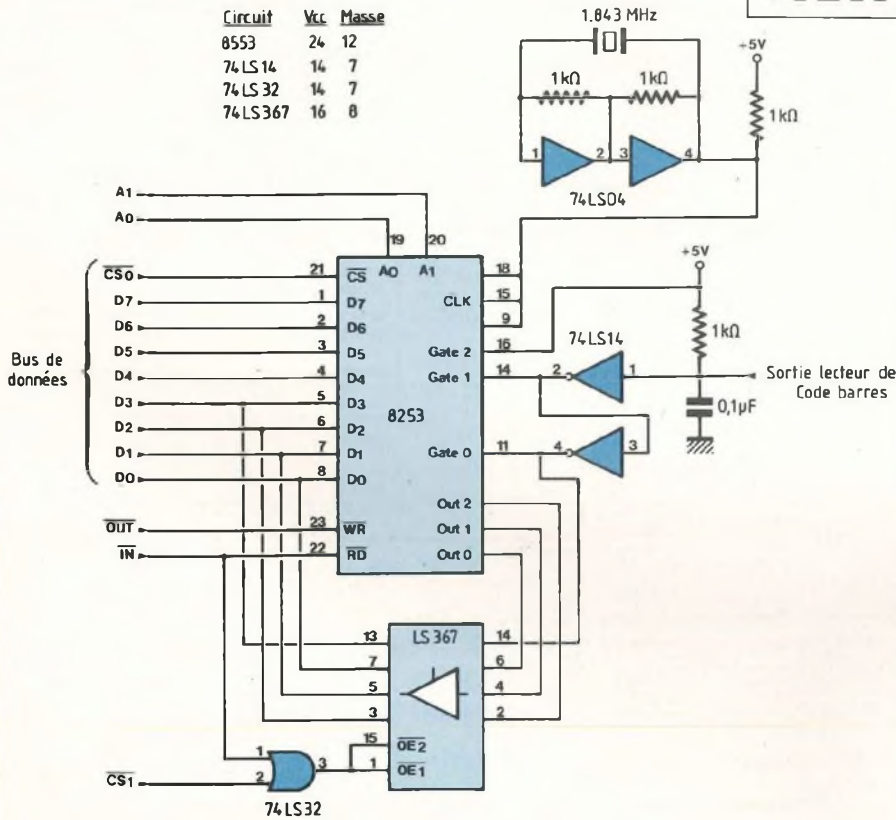 Circuit Vcc Masse
8553 24 12
74LS14 14 7
74LS32 14 7
74LS367 16 8
1.843 MHz
1kΩ 1kΩ
1 2 3 4
74LS04
+5V
1kΩ
A1
A0
19 20
A0 A1
Bus de
données
CS0 21 CS
D7 1 D7
D6 2 D6
D5 3 D5
D4 4 D4
D3 5 D3
D2 6 D2
D1 7 D1
D0 8 D0
OUT 23 WR
IN 22 RD
8253
18
CLK 15
9
Gate 2 16
Gate 1 14
Gate 0 11
Out 2
Out 1
Out 0
+5V
1kΩ
74LS14
2 1
4 3
Sortie lecteur de
Code barres
0,1µF
LS 367
13 14
7 6
5 4
3 2
15 OE2
1 OE1
1
2 3
CS1
74LS32